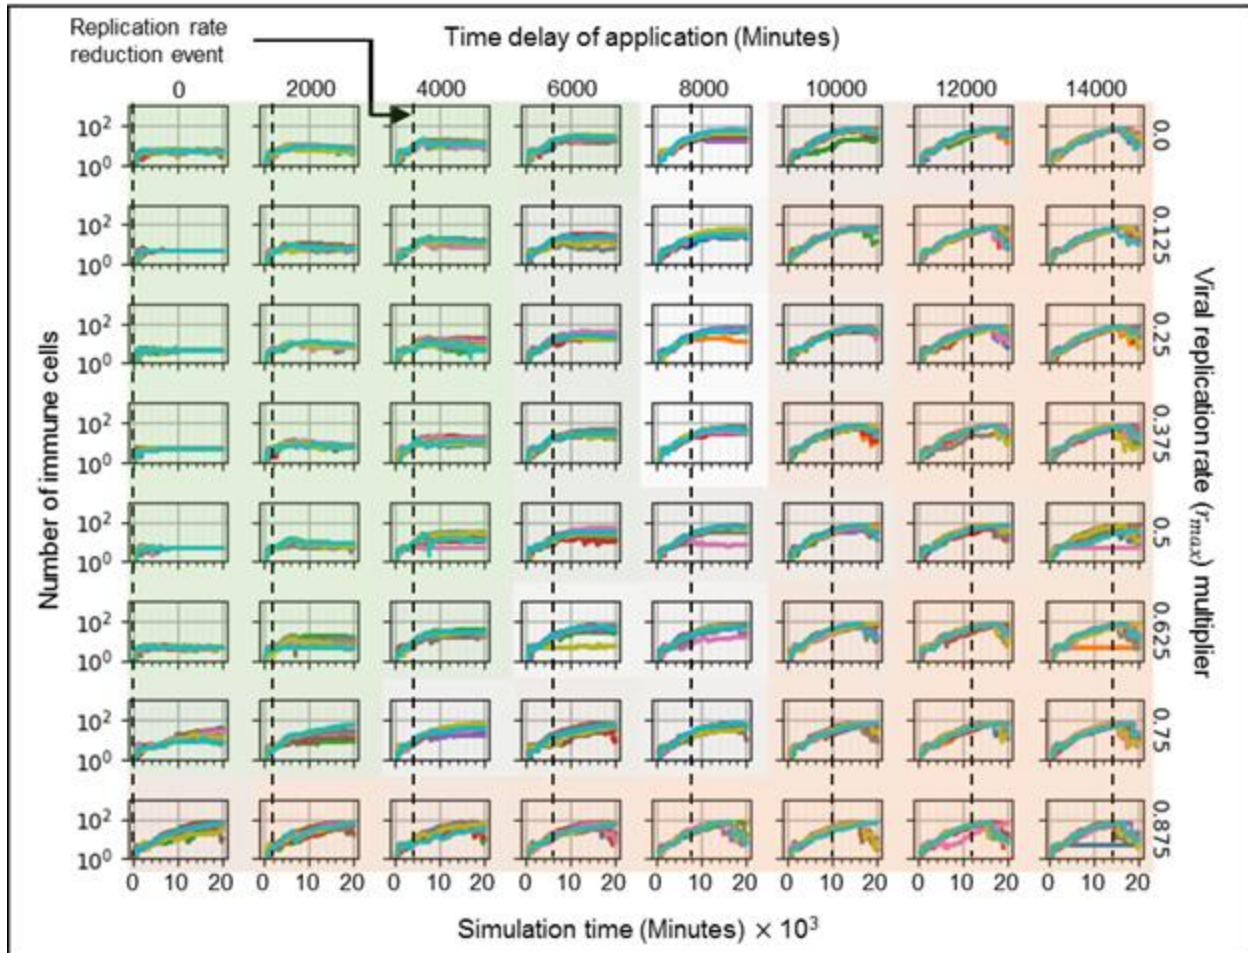 Replication rate
reduction event
Time delay of application (Minutes)
0 2000 4000 6000 8000 10000 12000 14000
10² 10⁰ 0.0
10² 10⁰ 0.125
10² 10⁰ 0.25
10² 10⁰ 0.375
10² 10⁰ 0.5
10² 10⁰ 0.625
10² 10⁰ 0.75
10² 10⁰ 0.875
Number of immune cells
Viral replication rate (r_max) multiplier
0 10 20 0 10 20 0 10 20 0 10 20 0 10 20 0 10 20 0 10 20 0 10 20
Simulation time (Minutes) × 10³